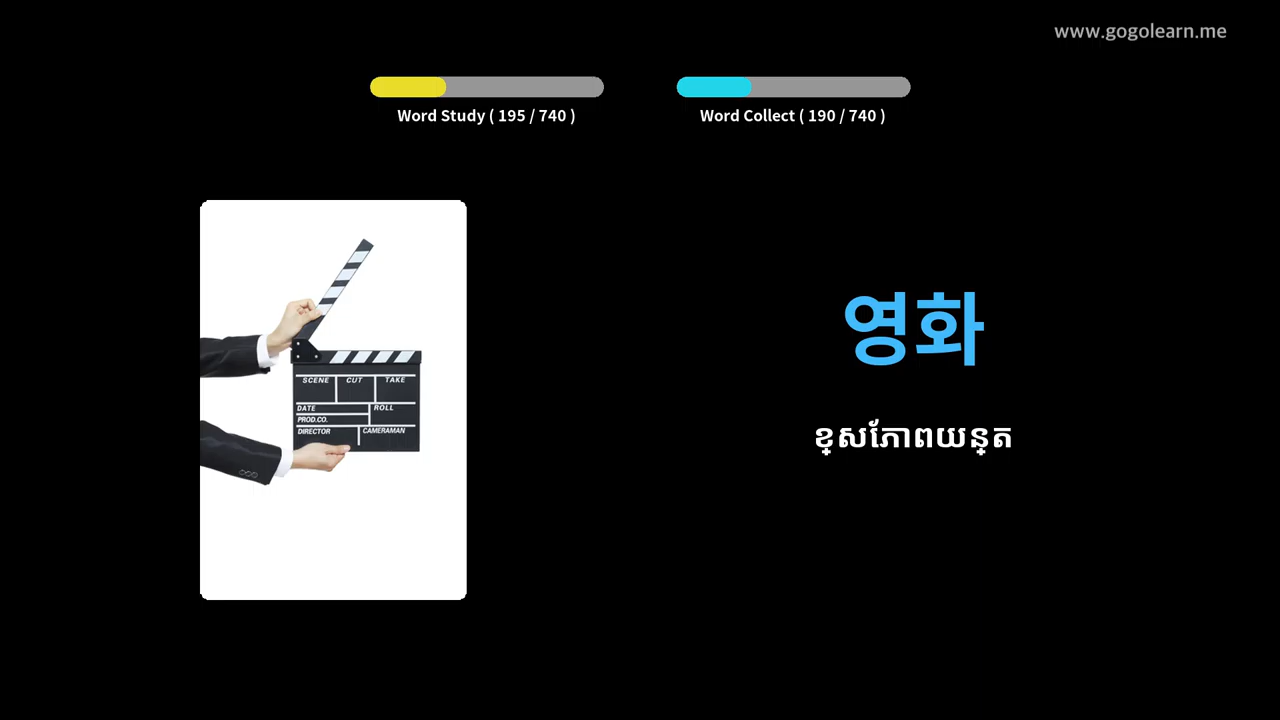 www.gogolearn.me
Word Study ( 195 / 740 )
Word Collect ( 190 / 740 )
SCENE CUT TAKE
DATE ROLL
PROD.CO.
DIRECTOR CAMERAMAN
영화
ខ្សែភាពយន្ត